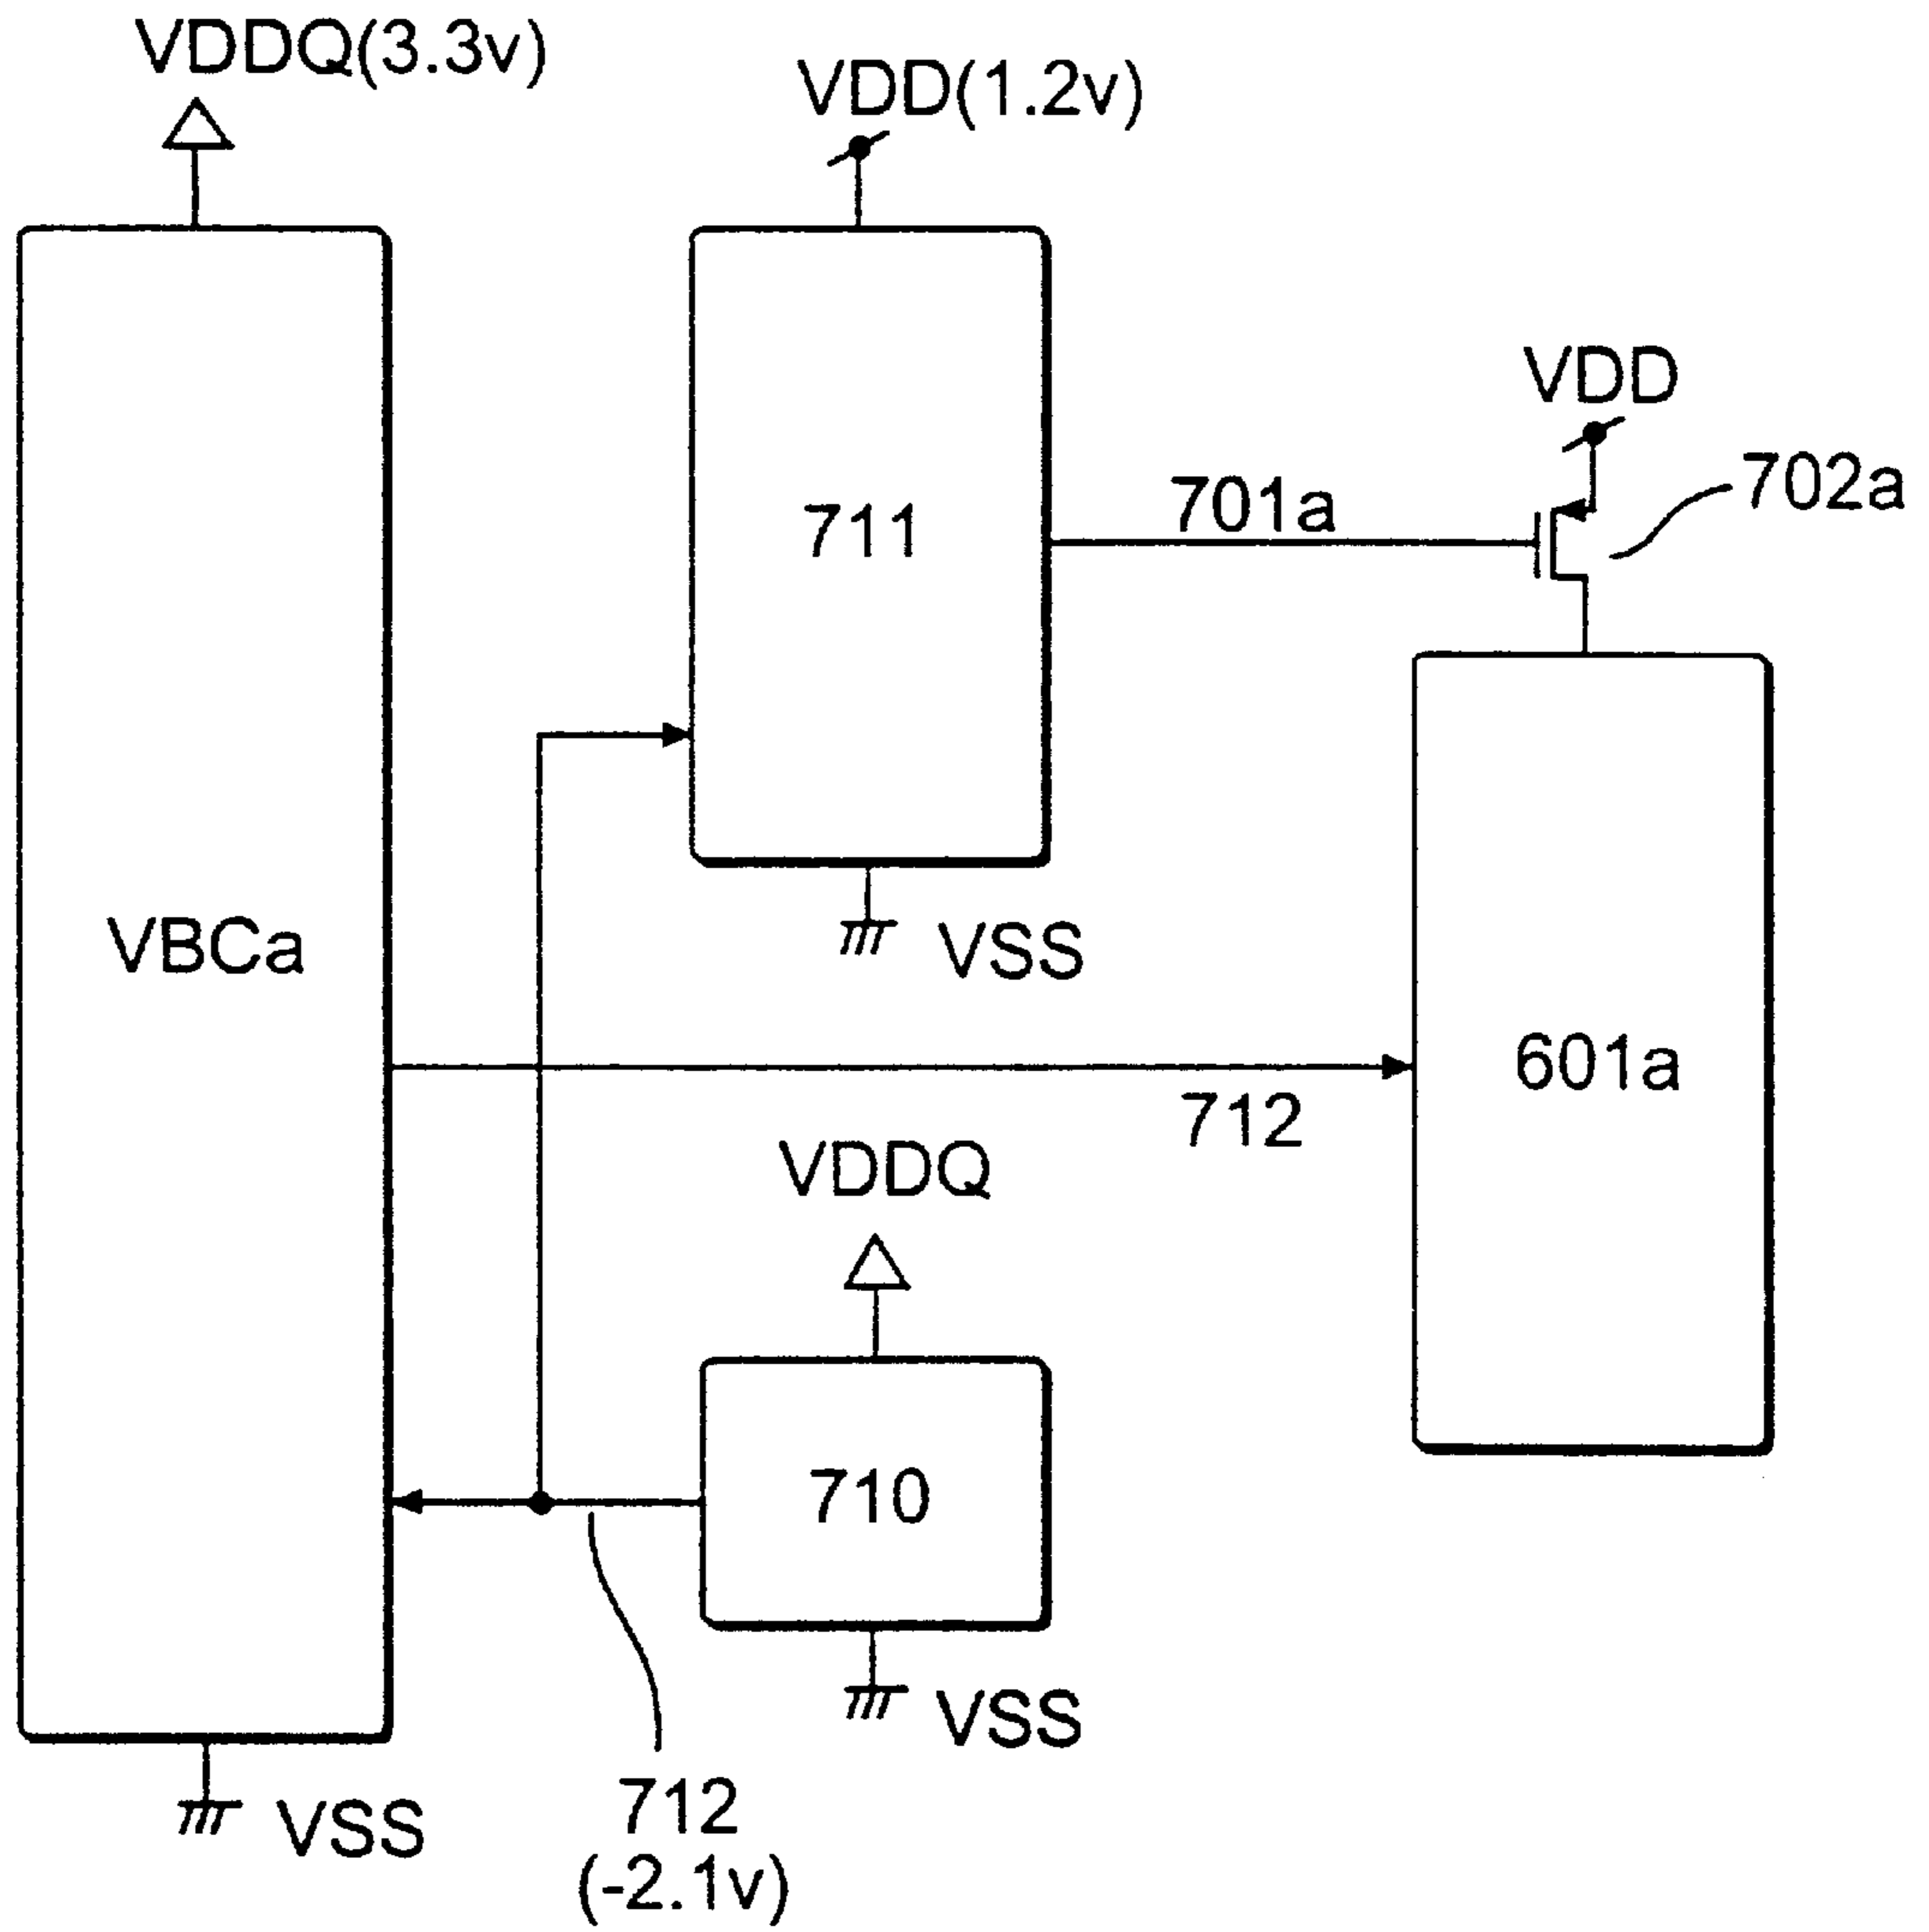 VDDQ(3.3v)
VDD(1.2v)
VDD
702a
701a
711
VSS
VBCa
601a
712
VDDQ
710
VSS
712
(-2.1v)
VSS